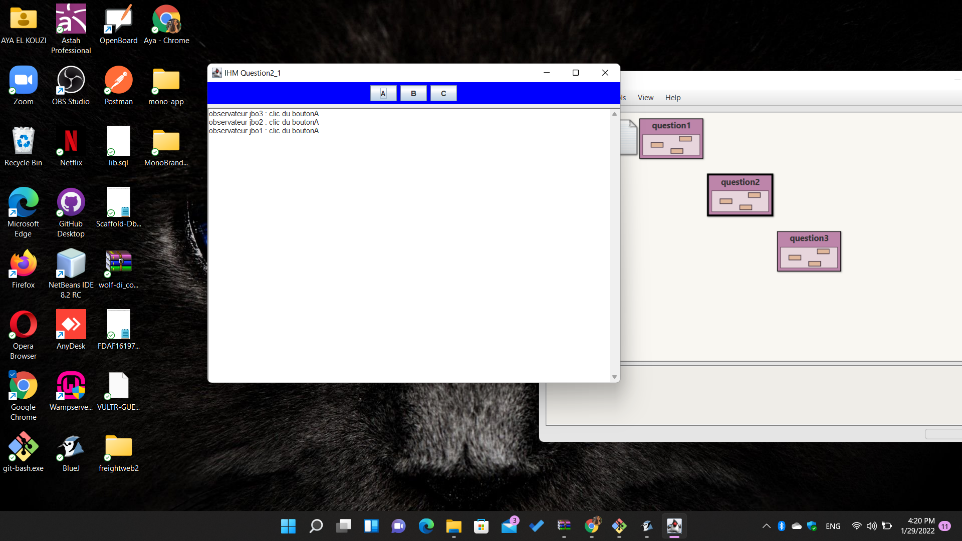 AYA EL KOUZI
Astah Professional
OpenBoard
Aya - Chrome
Zoom
OBS Studio
Postman
mono-app
Recycle Bin
Netflix
lib.sql
MonoBrand...
Microsoft Edge
GitHub Desktop
Scaffold-Db...
Firefox
NetBeans IDE 8.2 RC
wolf-di_co...
Opera Browser
AnyDesk
FDAF16197...
Google Chrome
Wampserve...
VULTR-GUE...
git-bash.exe
BlueJ
freightweb2
IHM Question2_1
A B C
observateur jbo3 : clic du boutonA
observateur jbo2 : clic du boutonA
observateur jbo1 : clic du boutonA
View Help
question1
question2
question3
3
ENG
4:20 PM
1/29/2022
11